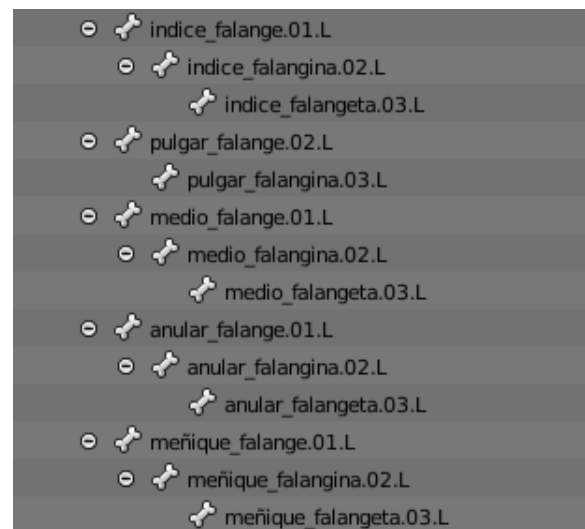 indice_falange.01.L
indice_falangina.02.L
indice_falangeta.03.L
pulgar_falange.02.L
pulgar_falangina.03.L
medio_falange.01.L
medio_falangina.02.L
medio_falangeta.03.L
anular_falange.01.L
anular_falangina.02.L
anular_falangeta.03.L
meñique_falange.01.L
meñique_falangina.02.L
meñique_falangeta.03.L